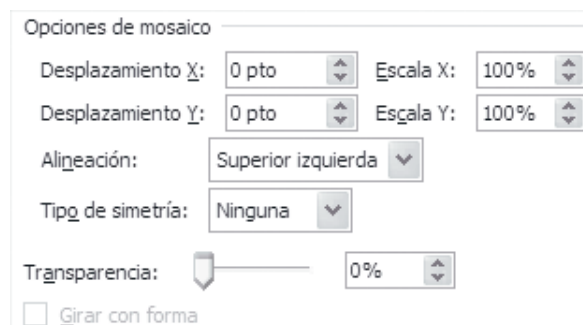 Opciones de mosaico
Desplazamiento X: 0 pto Escala X: 100%
Desplazamiento Y: 0 pto Escala Y: 100%
Alineación: Superior izquierda
Tipo de simetría: Ninguna
Transparencia: 0%
Girar con forma